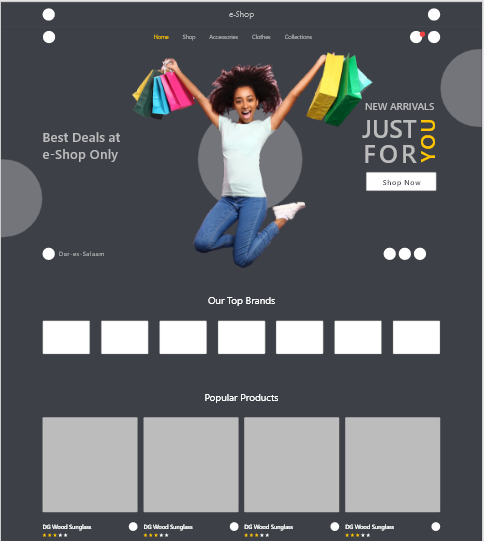 e-Shop
Home Shop Accessories Clothes Collections
NEW ARRIVALS
JUST
FOR
YOU
Best Deals at
e-Shop Only
Shop Now
Dar-es-Salaam
Our Top Brands
Popular Products
DG Wood Sunglass DG Wood Sunglass DG Wood Sunglass DG Wood Sunglass